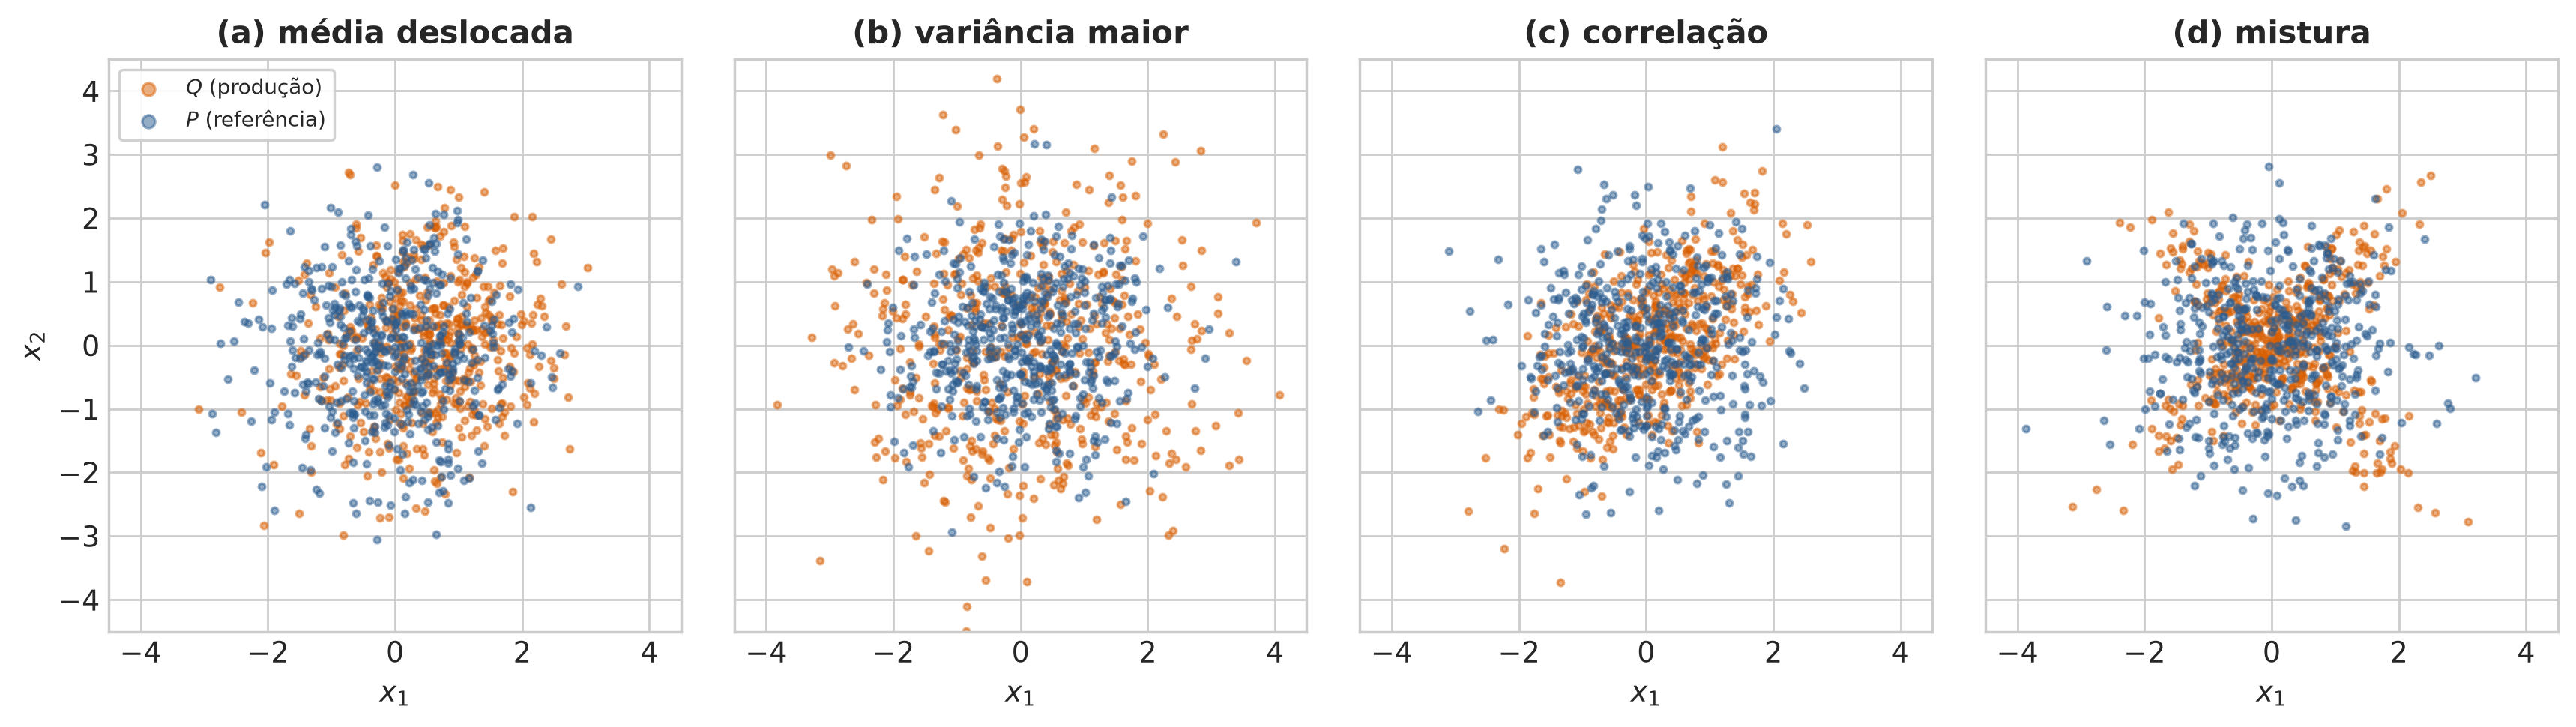 (a) média deslocada
(b) variância maior
(c) correlação
(d) mistura
Q (produção)
P (referência)
4
3
2
1
0
−1
−2
−3
−4
x₂
−4 −2 0 2 4
−4 −2 0 2 4
−4 −2 0 2 4
−4 −2 0 2 4
x₁
x₁
x₁
x₁